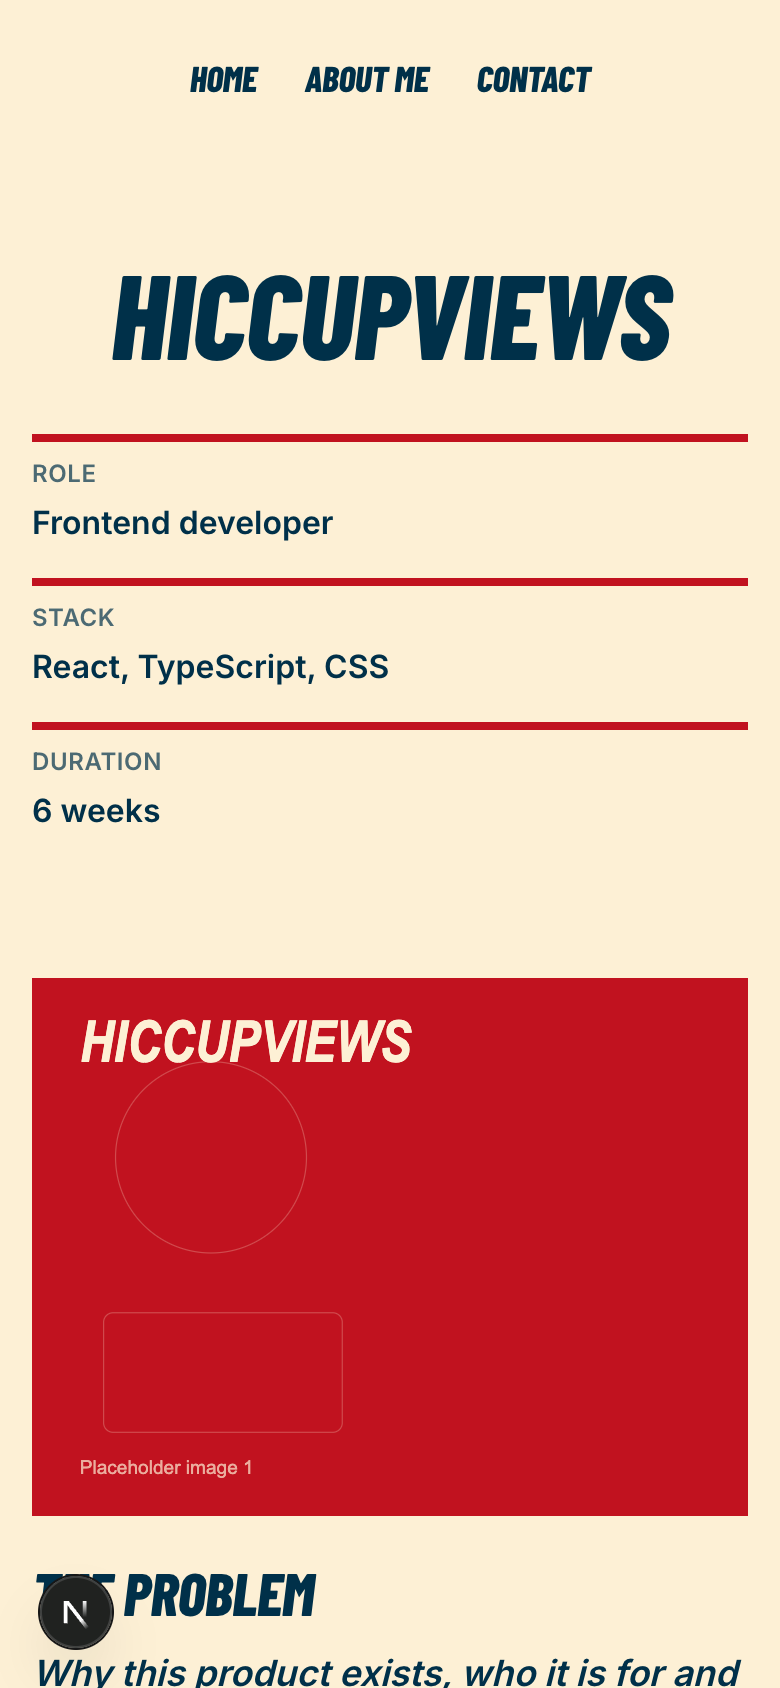 HOME ABOUT ME CONTACT
HICCUPVIEWS
ROLE
Frontend developer
STACK
React, TypeScript, CSS
DURATION
6 weeks
HICCUPVIEWS
Placeholder image 1
THE PROBLEM
N
Why this product exists, who it is for and